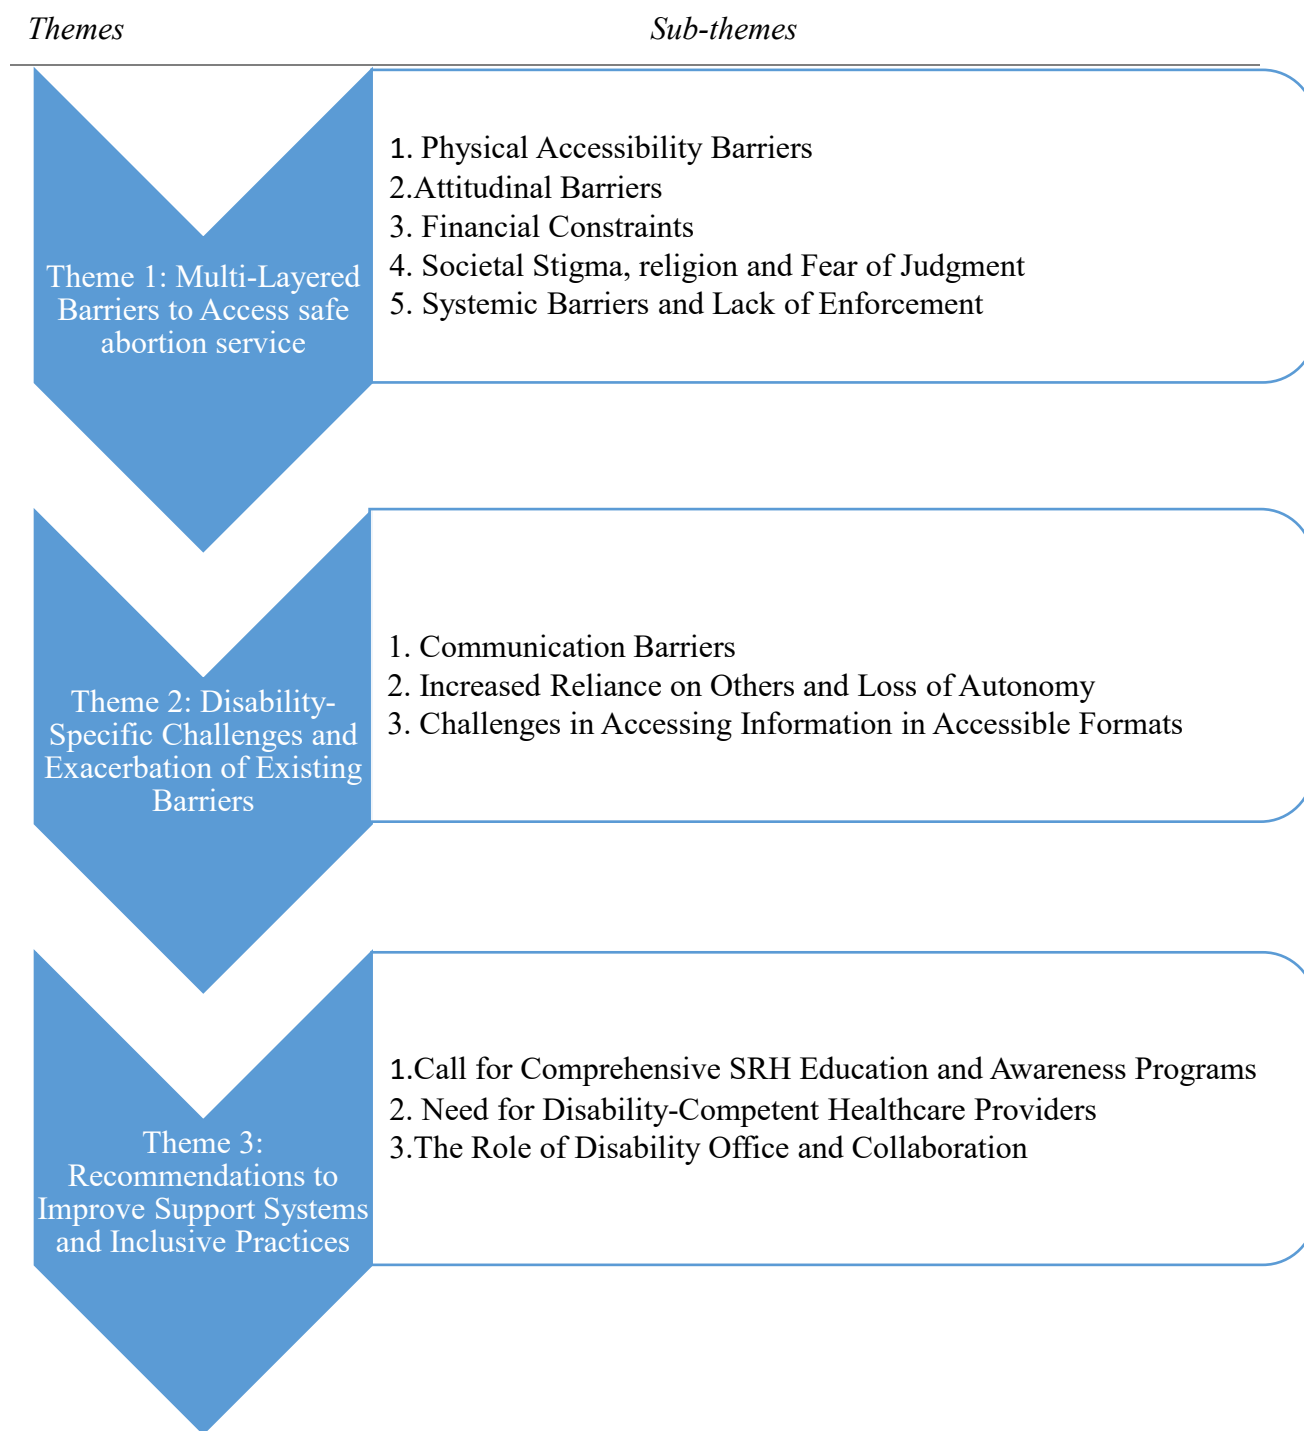 Themes
Sub-themes
Theme 1: Multi-Layered
Barriers to Access safe
abortion service
1. Physical Accessibility Barriers
2.Attitudinal Barriers
3. Financial Constraints
4. Societal Stigma, religion and Fear of Judgment
5. Systemic Barriers and Lack of Enforcement
Theme 2: Disability-
Specific Challenges and
Exacerbation of Existing
Barriers
1. Communication Barriers
2. Increased Reliance on Others and Loss of Autonomy
3. Challenges in Accessing Information in Accessible Formats
Theme 3:
Recommendations to
Improve Support Systems
and Inclusive Practices
1.Call for Comprehensive SRH Education and Awareness Programs
2. Need for Disability-Competent Healthcare Providers
3.The Role of Disability Office and Collaboration